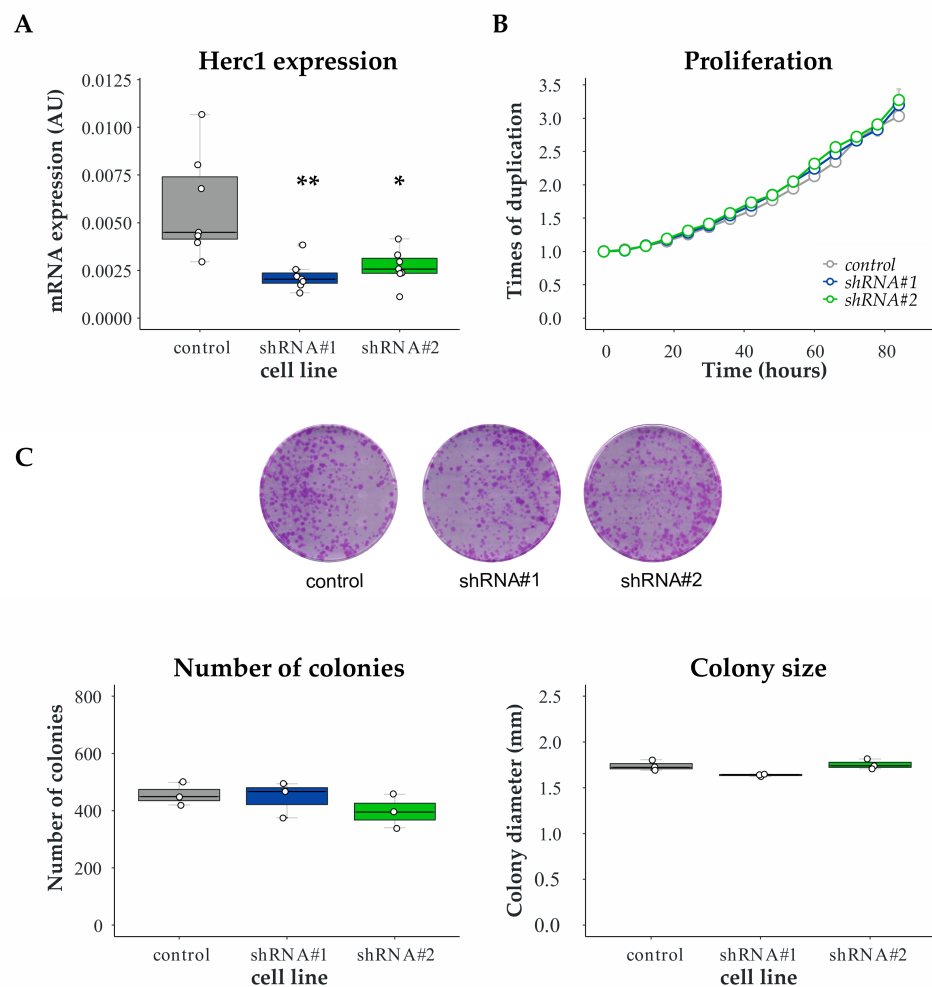 A
B
Herc1 expression
Proliferation
mRNA expression (AU)
0.0125
0.0100
0.0075
0.0050
0.0025
0.0000
**
*
control
shRNA#1
shRNA#2
cell line
Times of duplication
3.5
3.0
2.5
2.0
1.5
1.0
0.5
0.0
control
shRNA#1
shRNA#2
0
20
40
60
80
Time (hours)
C
control
shRNA#1
shRNA#2
Number of colonies
Colony size
Number of colonies
800
600
400
200
0
control
shRNA#1
shRNA#2
cell line
Colony diameter (mm)
2.5
2.0
1.5
1.0
0.5
0.0
control
shRNA#1
shRNA#2
cell line